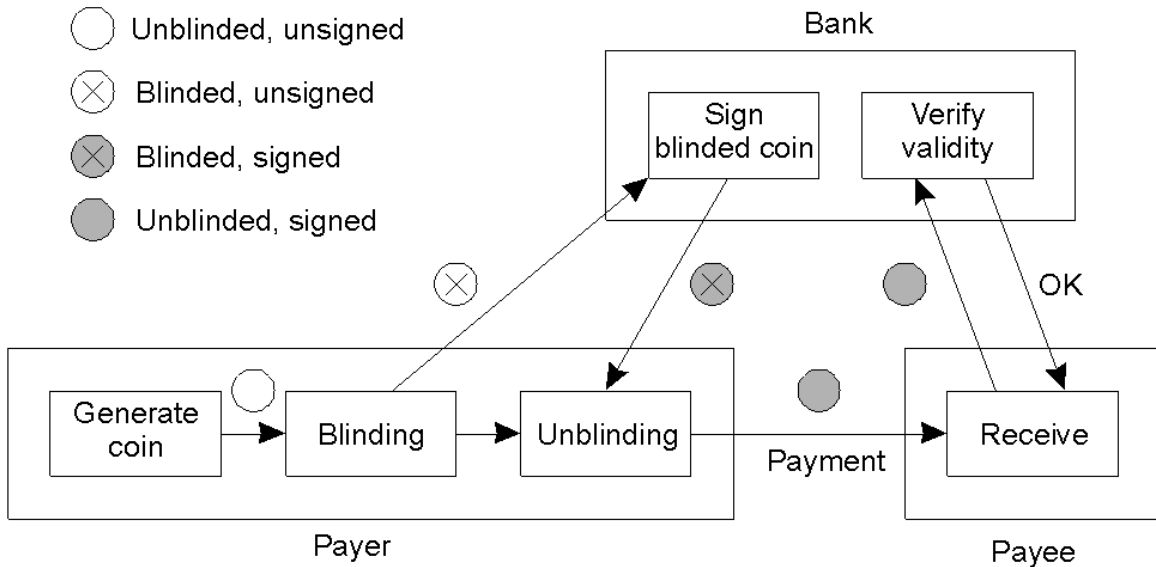 Unblinded, unsigned
Blinded, unsigned
Blinded, signed
Unblinded, signed
Bank
Sign
blinded coin
Verify
validity
OK
Generate
coin
Blinding
Unblinding
Payment
Receive
Payer
Payee